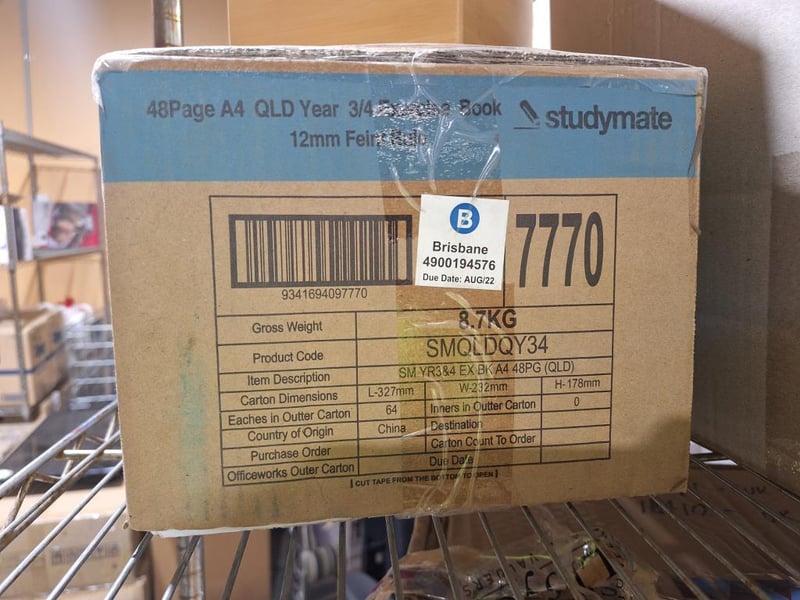 48Page A4 QLD Year 3/4 Exercise Book
12mm Feint Rule
studymate
9341694097770
B
Brisbane
4900194576
Due Date: AUG/22
7770
Gross Weight 8.7KG
Product Code SMQLDQY34
Item Description SM YR3&4 EX BK A4 48PG (QLD)
Carton Dimensions L-327mm W-232mm H-178mm
Eaches in Outter Carton 64 Inners in Outter Carton 0
Country of Origin China Destination
Purchase Order Carton Count To Order
Officeworks Outer Carton Due Date
[ CUT TAPE FROM THE BOTTOM TO OPEN ]